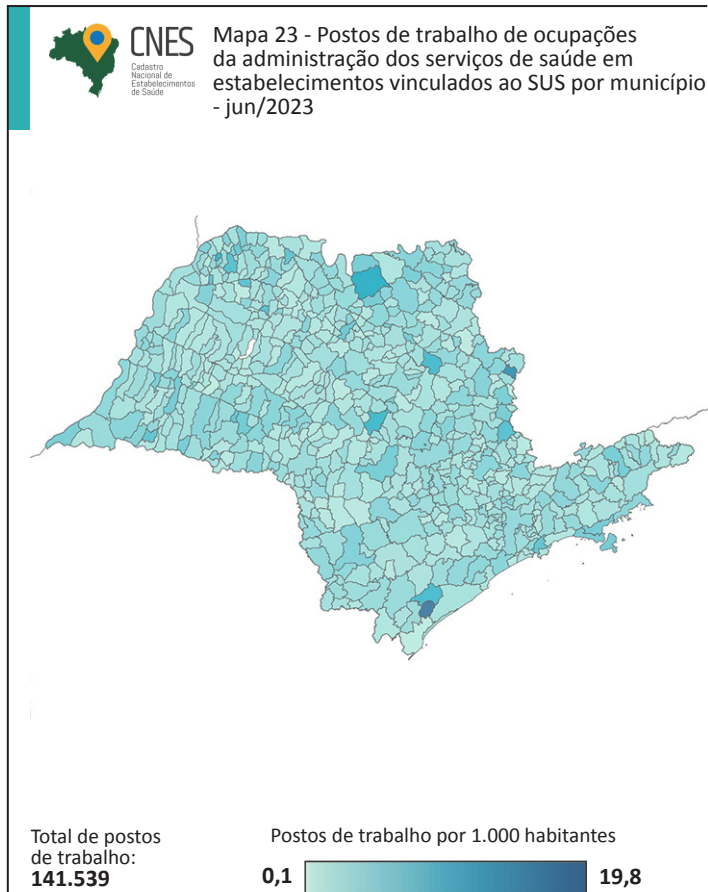 CNES
Cadastro
Nacional de
Estabelecimentos
de Saúde
Mapa 23 - Postos de trabalho de ocupações
da administração dos serviços de saúde em
estabelecimentos vinculados ao SUS por município
- jun/2023
Total de postos
de trabalho:
141.539
Postos de trabalho por 1.000 habitantes
0,1 19,8